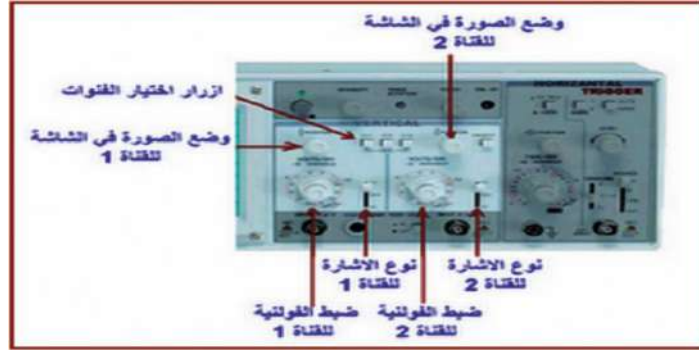 وضع الصورة في الشاشة
للقناة 2
ازرار اختيار القنوات
وضع الصورة في الشاشة
للقناة 1
HORIZANTAL
TRIGGER
VERTICAL
نوع الاشارة
للقناة 1
نوع الاشارة
للقناة 2
ضبط الفولتية
للقناة 1
ضبط الفولتية
للقناة 2